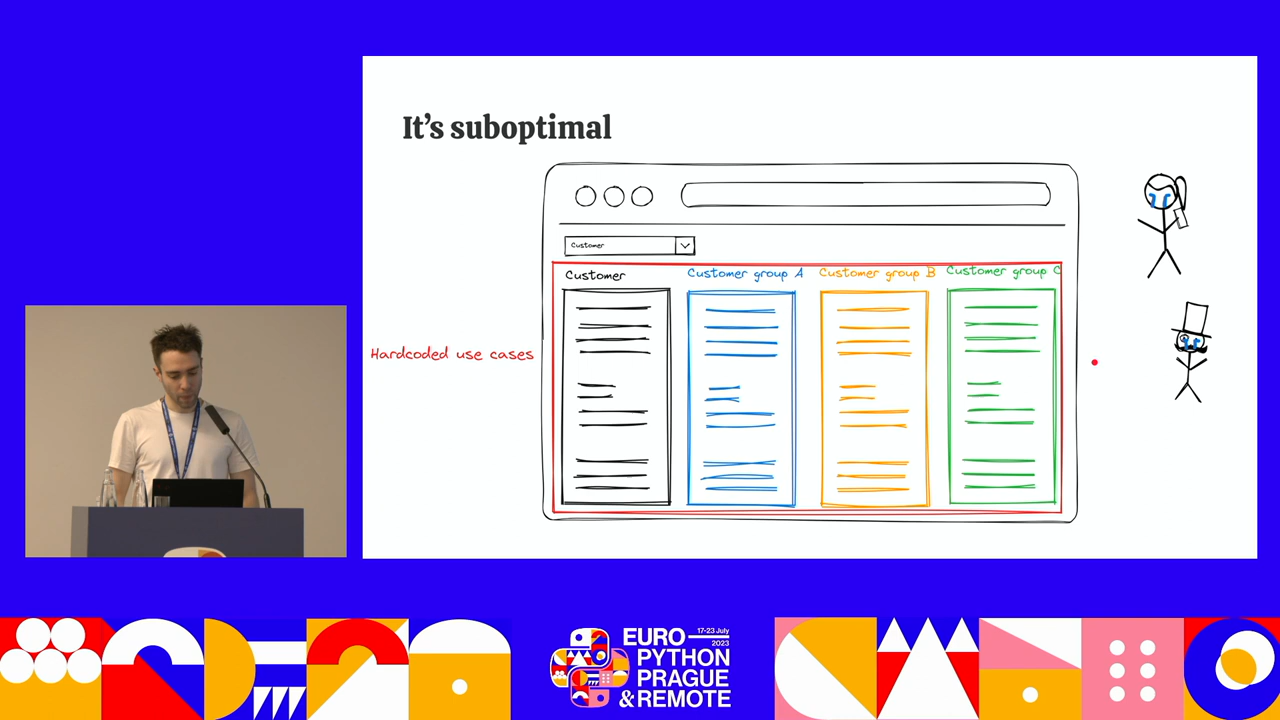 It's suboptimal
Customer
Customer
Customer group A
Customer group B
Customer group C
Hardcoded use cases
EURO
17-23 July
2023
PYTHON
PRAGUE
& REMOTE